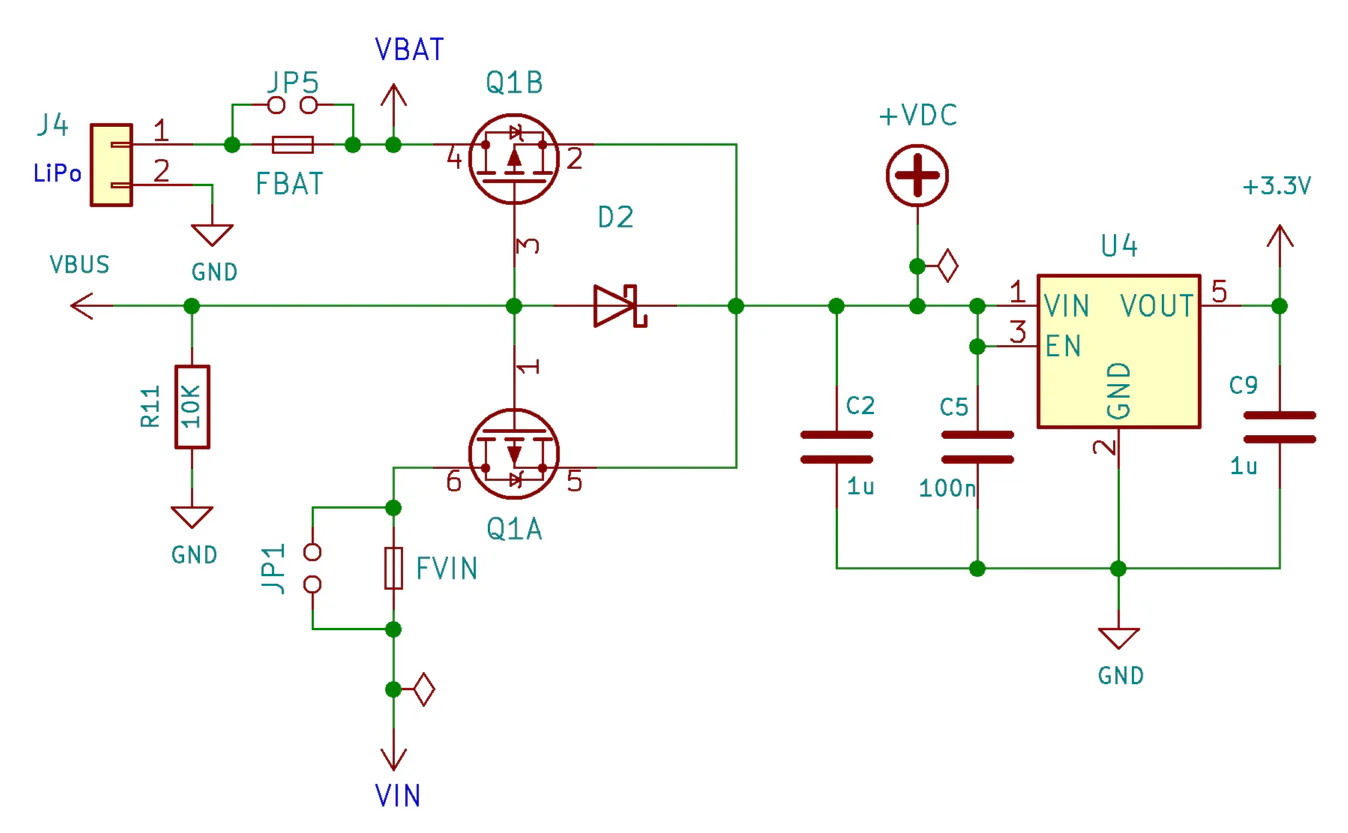 VBAT
JP5
Q1B
J4
1
+VDC
4
2
LiPo
2
FBAT
+3.3V
D2
3
U4
VBUS
GND
1
VIN
VOUT
5
3
EN
1
GND
R11
10K
C9
C2
C5
2
1u
1u
100n
6
5
Q1A
GND
JP1
FVIN
GND
VIN